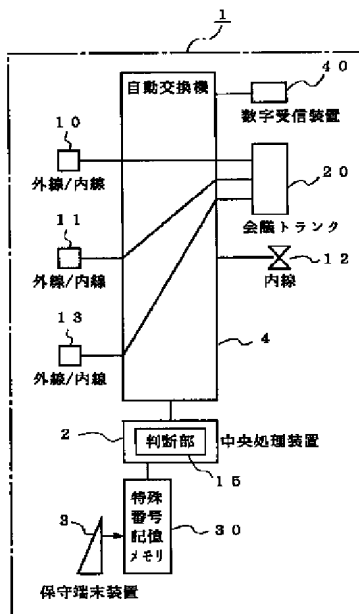 1
自動交換機
40
数字受信装置
10
外線/内線
20
会議トランク
11
外線/内線
12
内線
13
外線/内線
4
2
判断部
中央処理装置
15
特殊
番号
記憶
メモリ
3
30
保守端末装置